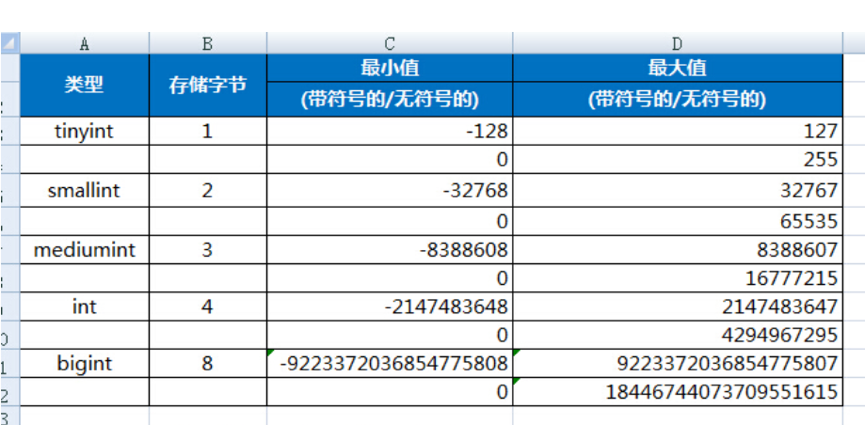 A B C D
类型 存储字节 最小值 最大值
(带符号的/无符号的) (带符号的/无符号的)
tinyint 1 -128 127
0 255
smallint 2 -32768 32767
0 65535
mediumint 3 -8388608 8388607
0 16777215
int 4 -2147483648 2147483647
0 4294967295
bigint 8 -9223372036854775808 9223372036854775807
0 18446744073709551615